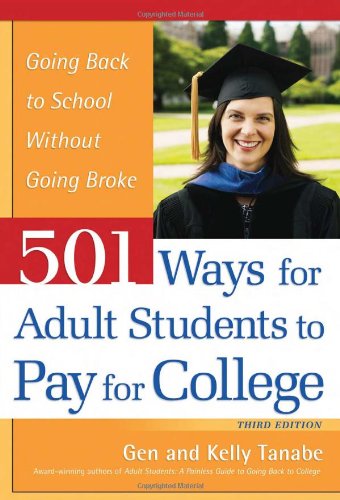 Going Back
to School
Without
Going Broke
501 Ways for
Adult Students to
Pay for College
THIRD EDITION
Gen and Kelly Tanabe
Award-winning authors of Adult Students: A Painless Guide to Going Back to College